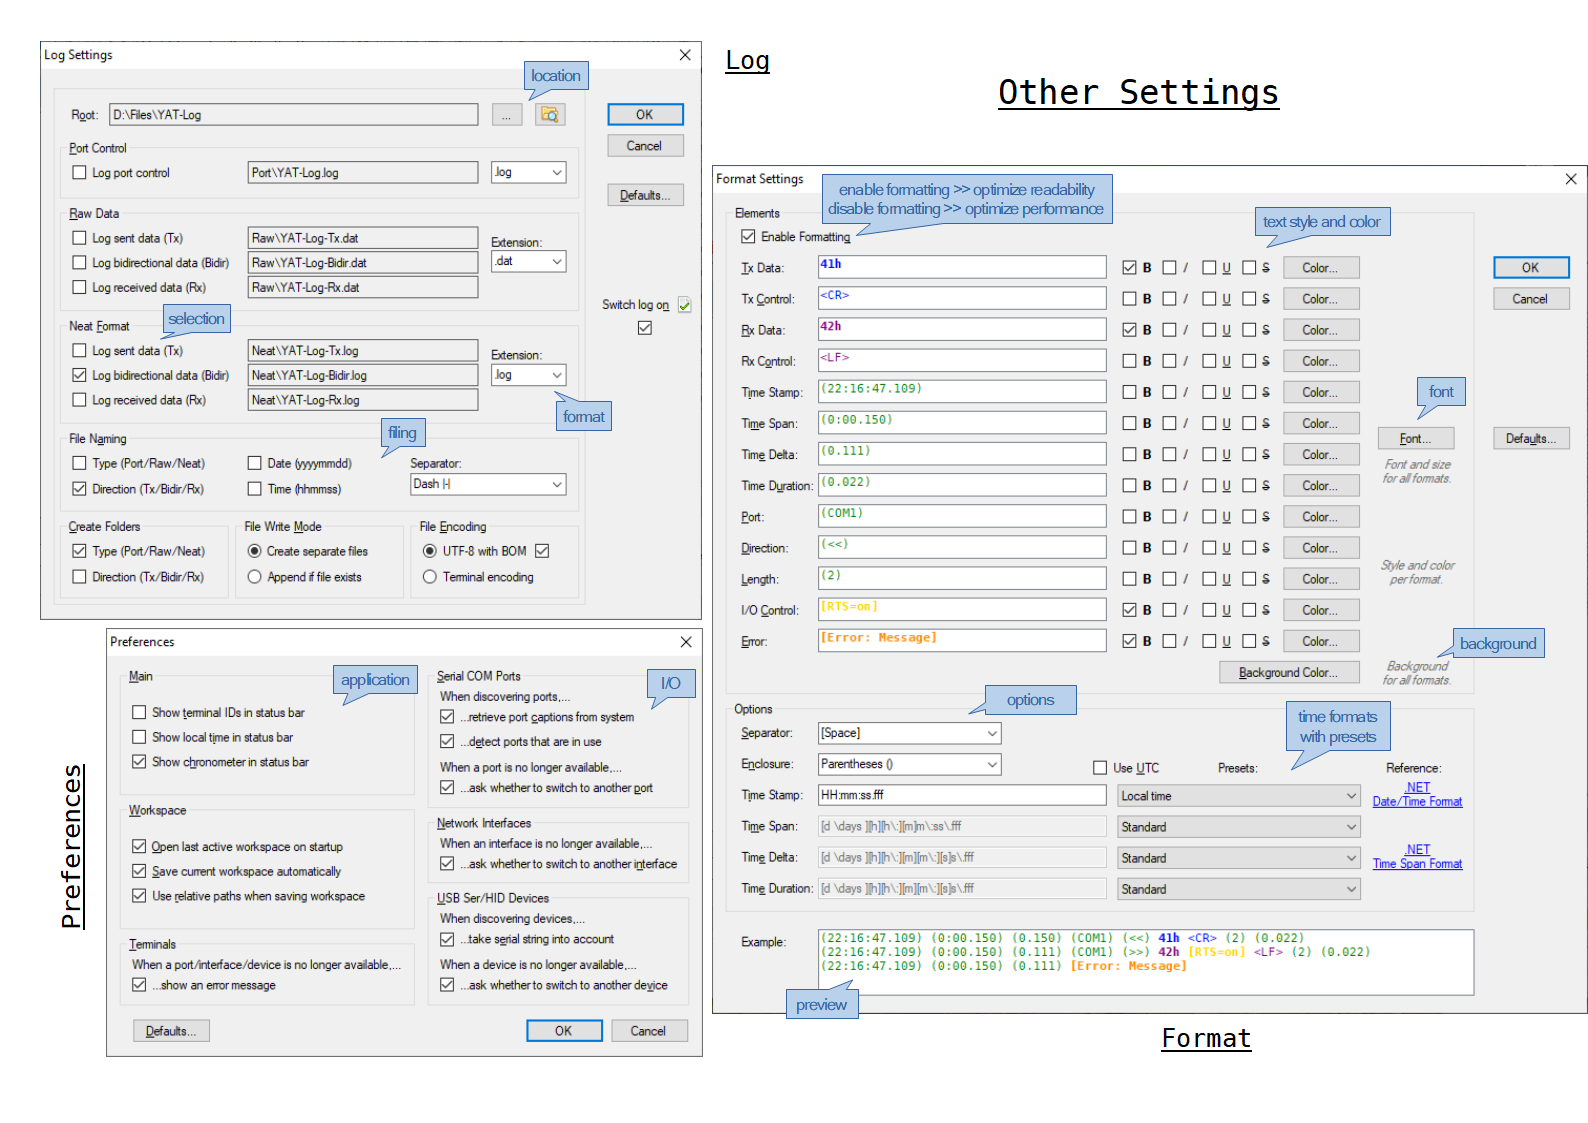 Log
Other Settings
Log Settings
location
Root:
D:\Files\YAT-Log
...
OK
Cancel
Defaults...
Port Control
Log port control
Port\YAT-Log.log
.log
Raw Data
Log sent data (Tx)
Raw\YAT-Log-Tx.dat
Extension:
Log bidirectional data (Bidir)
Raw\YAT-Log-Bidir.dat
.dat
Log received data (Rx)
Raw\YAT-Log-Rx.dat
Switch log on
selection
Neat Format
Log sent data (Tx)
Neat\YAT-Log-Tx.log
Extension:
Log bidirectional data (Bidir)
Neat\YAT-Log-Bidir.log
.log
Log received data (Rx)
Neat\YAT-Log-Rx.log
format
filing
File Naming
Type (Port/Raw/Neat)
Date (yyyymmdd)
Separator:
Direction (Tx/Bidir/Rx)
Time (hhmmss)
Dash |-|
Create Folders
Type (Port/Raw/Neat)
Direction (Tx/Bidir/Rx)
File Write Mode
Create separate files
Append if file exists
File Encoding
UTF-8 with BOM
Terminal encoding
Preferences
Preferences
Main
application
Show terminal IDs in status bar
Show local time in status bar
Show chronometer in status bar
Workspace
Open last active workspace on startup
Save current workspace automatically
Use relative paths when saving workspace
Terminals
When a port/interface/device is no longer available,...
...show an error message
Serial COM Ports
I/O
When discovering ports,...
...retrieve port captions from system
...detect ports that are in use
When a port is no longer available,...
...ask whether to switch to another port
Network Interfaces
When an interface is no longer available,...
...ask whether to switch to another interface
USB Ser/HID Devices
When discovering devices,...
...take serial string into account
When a device is no longer available,...
...ask whether to switch to another device
Defaults...
OK
Cancel
Format Settings
enable formatting >> optimize readability
disable formatting >> optimize performance
Elements
Enable Formatting
text style and color
Tx Data:
41h
B / U S Color...
Tx Control:
<CR>
B / U S Color...
Rx Data:
42h
B / U S Color...
Rx Control:
<LF>
B / U S Color...
Time Stamp:
(22:16:47.109)
B / U S Color...
Time Span:
(0:00.150)
B / U S Color...
Time Delta:
(0.111)
B / U S Color...
Time Duration:
(0.022)
B / U S Color...
Port:
(COM1)
B / U S Color...
Direction:
(<<)
B / U S Color...
Length:
(2)
B / U S Color...
I/O Control:
[RTS=on]
B / U S Color...
Error:
[Error: Message]
B / U S Color...
Background Color...
OK
Cancel
font
Font...
Defaults...
Font and size
for all formats.
Style and color
per format.
background
Background
for all formats.
Options
options
time formats
with presets
Separator:
[Space]
Enclosure:
Parentheses ()
Use UTC
Presets:
Reference:
Time Stamp:
HH:mm:ss.fff
Local time
.NET
Date/Time Format
Time Span:
[d \days ][h][h\:][m]m\:ss\.fff
Standard
Time Delta:
[d \days ][h][h\:][m][m\:][s]s\.fff
Standard
.NET
Time Span Format
Time Duration:
[d \days ][h][h\:][m][m\:][s]s\.fff
Standard
Example:
(22:16:47.109) (0:00.150) (0.150) (COM1) (<<) 41h <CR> (2) (0.022)
(22:16:47.109) (0:00.150) (0.111) (COM1) (>>) 42h [RTS=on] <LF> (2) (0.022)
(22:16:47.109) (0:00.150) (0.111) [Error: Message]
preview
Format